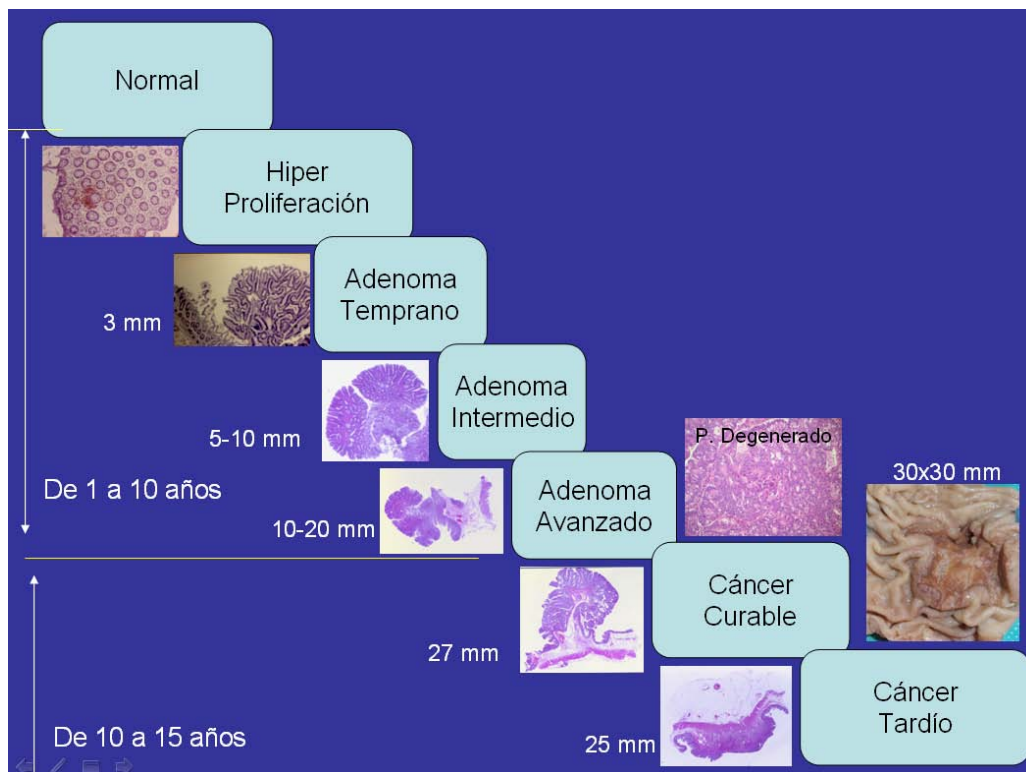 Normal
Hiper
Proliferación
3 mm
Adenoma
Temprano
5-10 mm
Adenoma
Intermedio
P. Degenerado
30x30 mm
De 1 a 10 años
10-20 mm
Adenoma
Avanzado
27 mm
Cáncer
Curable
De 10 a 15 años
25 mm
Cáncer
Tardío